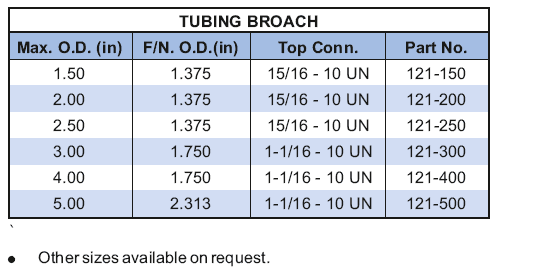 TUBING BROACH
Max. O.D. (in) F/N. O.D.(in) Top Conn. Part No.
1.50 1.375 15/16 - 10 UN 121-150
2.00 1.375 15/16 - 10 UN 121-200
2.50 1.375 15/16 - 10 UN 121-250
3.00 1.750 1-1/16 - 10 UN 121-300
4.00 1.750 1-1/16 - 10 UN 121-400
5.00 2.313 1-1/16 - 10 UN 121-500
`
● Other sizes available on request.